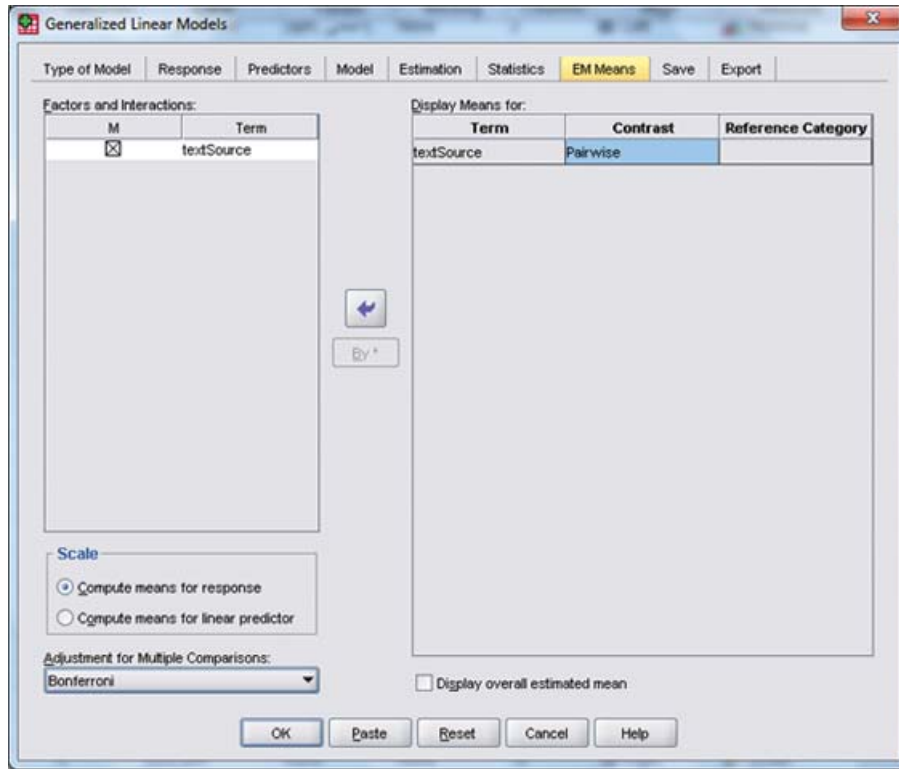 Generalized Linear Models
Type of Model Response Predictors Model Estimation Statistics EM Means Save Export
Factors and Interactions:
M Term
textSource
Display Means for:
Term Contrast Reference Category
textSource Pairwise
By *
Scale
Compute means for response
Compute means for linear predictor
Adjustment for Multiple Comparisons:
Bonferroni
Display overall estimated mean
OK Paste Reset Cancel Help